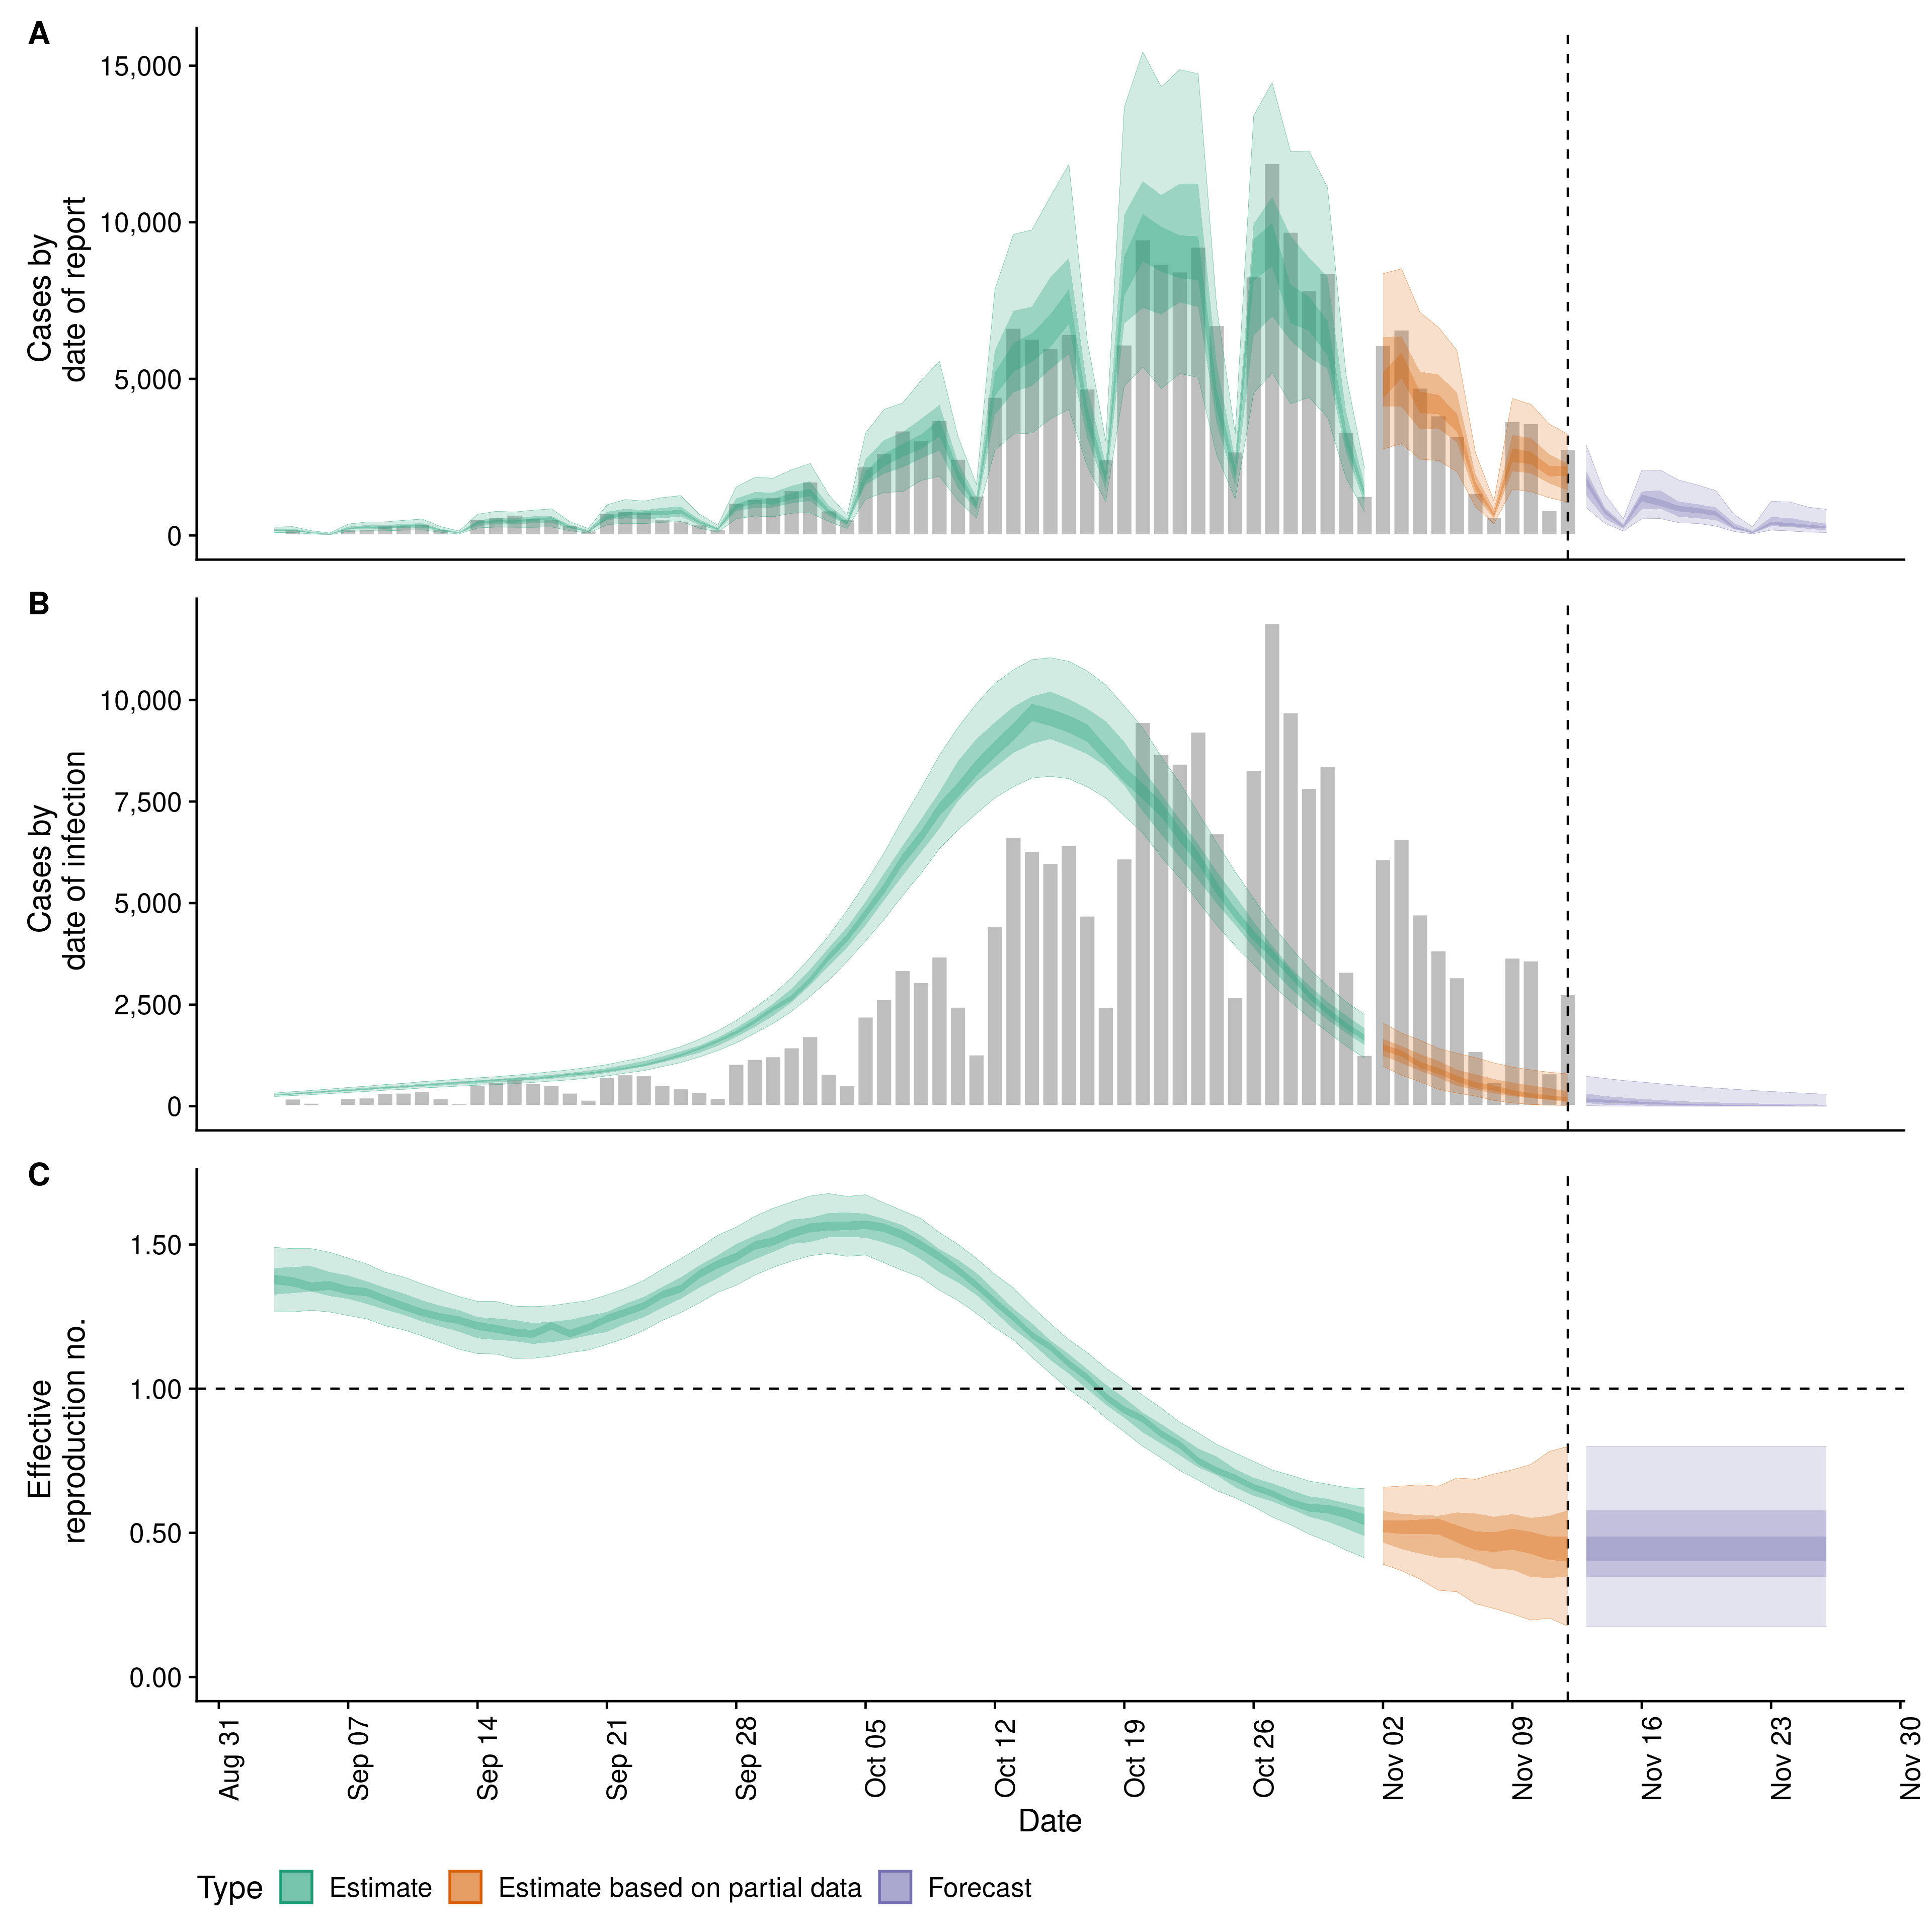 A
Cases by
date of report
15,000
10,000
5,000
0
B
Cases by
date of infection
10,000
7,500
5,000
2,500
0
C
Effective
reproduction no.
1.50
1.00
0.50
0.00
Aug 31
Sep 07
Sep 14
Sep 21
Sep 28
Oct 05
Oct 12
Oct 19
Oct 26
Nov 02
Nov 09
Nov 16
Nov 23
Nov 30
Date
Type Estimate Estimate based on partial data Forecast